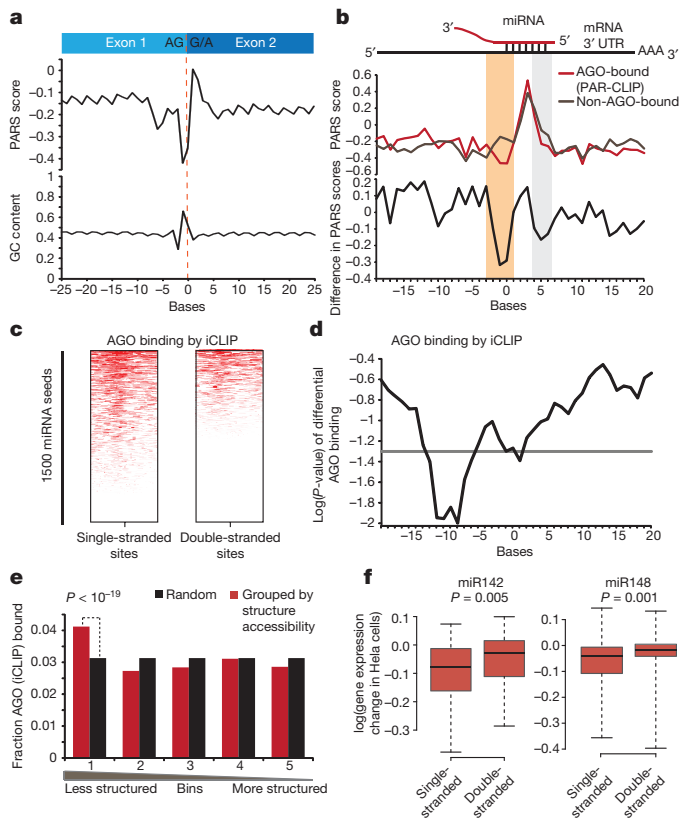 a
Exon 1
AG
G/A
Exon 2
PARS score
0
−0.1
−0.2
−0.3
−0.4
GC content
1
0.8
0.6
0.4
0.2
0
−25 −20 −15 −10 −5 0 5 10 15 20 25
Bases
b
3′
miRNA
5′
mRNA
3′ UTR
5′
AAA 3′
AGO-bound
(PAR-CLIP)
Non-AGO-bound
PARS score
0.6
0.4
0.2
0
−0.2
−0.4
−0.6
Difference in PARS scores
0.2
0.1
0
−0.1
−0.2
−0.3
−0.4
−15 −10 −5 0 5 10 15 20
Bases
c
AGO binding by iCLIP
1500 miRNA seeds
Single-stranded
sites
Double-stranded
sites
d
AGO binding by iCLIP
Log(P-value) of differential
AGO binding
−0.4
−0.6
−0.8
−1
−1.2
−1.4
−1.6
−1.8
−2
−15 −10 −5 0 5 10 15 20
Bases
e
P < 10⁻¹⁹
Random
Grouped by
structure
accessibility
Fraction AGO (iCLIP) bound
0.04
0.03
0.02
0.01
0
1 2 3 4 5
Less structured Bins More structured
f
log(gene expression
change in Hela cells)
miR142
P = 0.005
0.1
0.0
−0.1
−0.3
Single-
stranded
Double-
stranded
miR148
P = 0.001
0.1
0.0
−0.1
−0.2
−0.3
−0.4
Single-
stranded
Double-
stranded